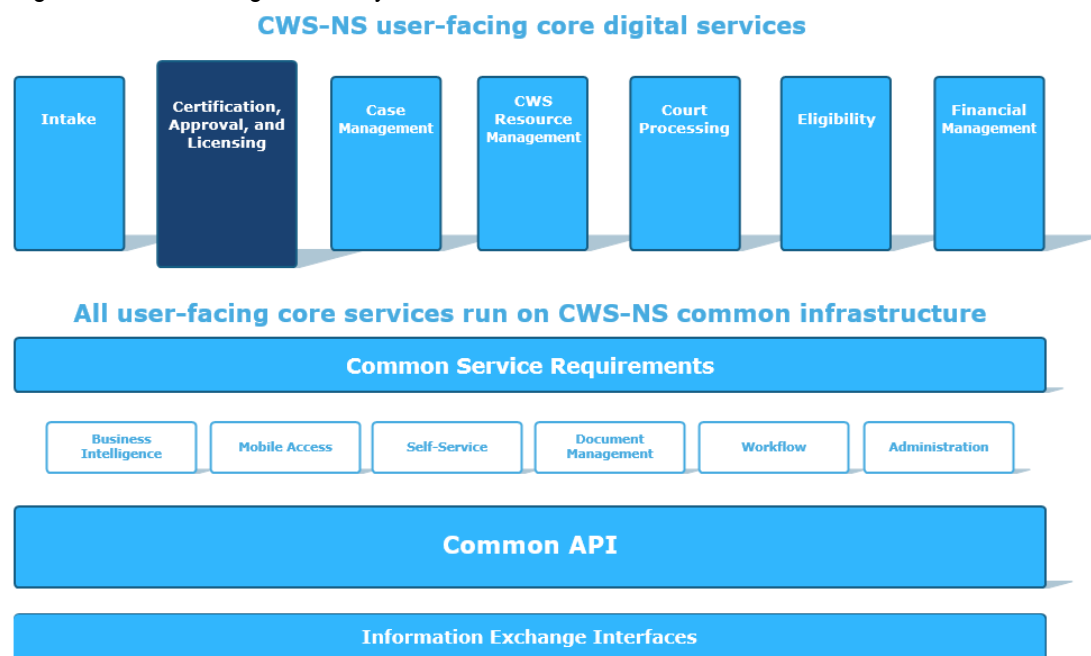 CWS-NS user-facing core digital services
Intake
Certification,
Approval, and
Licensing
Case
Management
CWS
Resource
Management
Court
Processing
Eligibility
Financial
Management
All user-facing core services run on CWS-NS common infrastructure
Common Service Requirements
Business
Intelligence
Mobile Access
Self-Service
Document
Management
Workflow
Administration
Common API
Information Exchange Interfaces